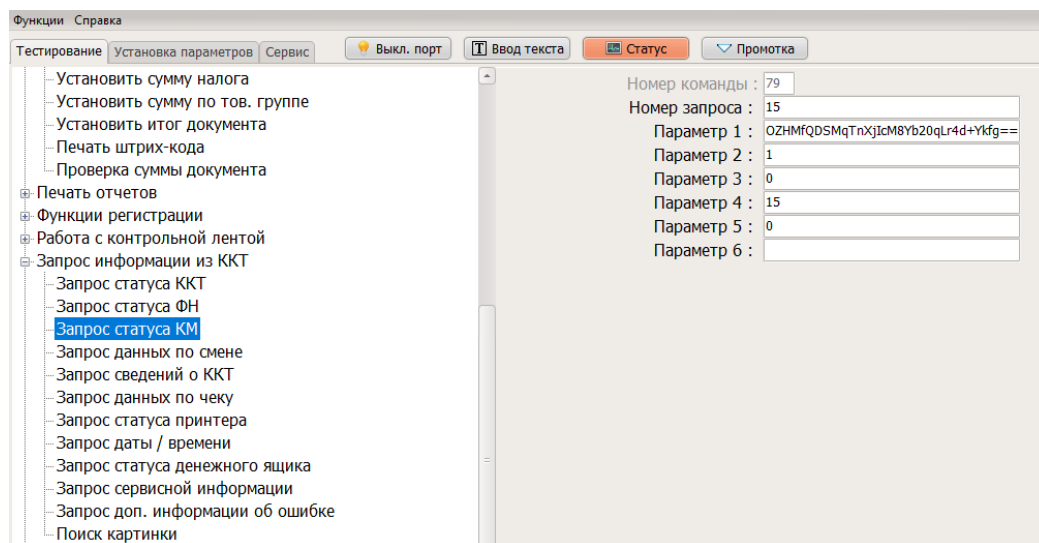 Функции Справка
Тестирование Установка параметров Сервис Выкл. порт Ввод текста Статус Промотка
Установить сумму налога
Установить сумму по тов. группе
Установить итог документа
Печать штрих-кода
Проверка суммы документа
Печать отчетов
Функции регистрации
Работа с контрольной лентой
Запрос информации из ККТ
Запрос статуса ККТ
Запрос статуса ФН
Запрос статуса КМ
Запрос данных по смене
Запрос сведений о ККТ
Запрос данных по чеку
Запрос статуса принтера
Запрос даты / времени
Запрос статуса денежного ящика
Запрос сервисной информации
Запрос доп. информации об ошибке
Поиск картинки
Номер команды : 79
Номер запроса : 15
Параметр 1 : OZHMfQDSMqTnXjIcM8Yb20qLr4d+Ykfg==
Параметр 2 : 1
Параметр 3 : 0
Параметр 4 : 15
Параметр 5 : 0
Параметр 6 :